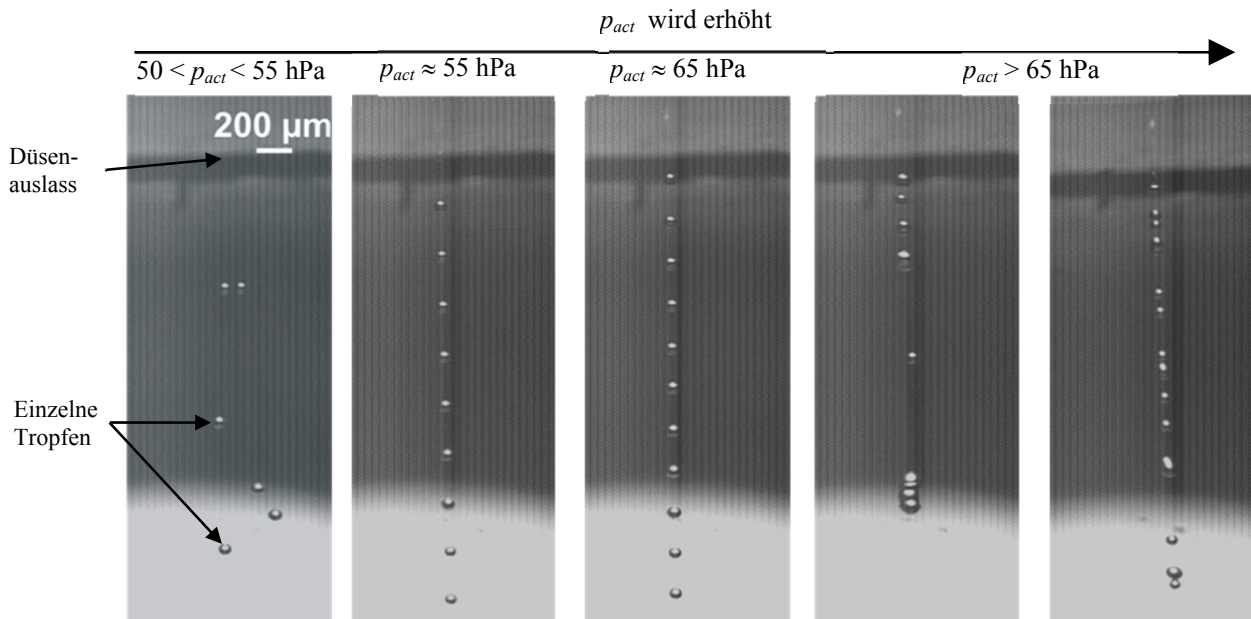 p_act wird erhöht
50 < p_act < 55 hPa
p_act ≈ 55 hPa
p_act ≈ 65 hPa
p_act > 65 hPa
200 µm
Düsen-
auslass
Einzelne
Tropfen